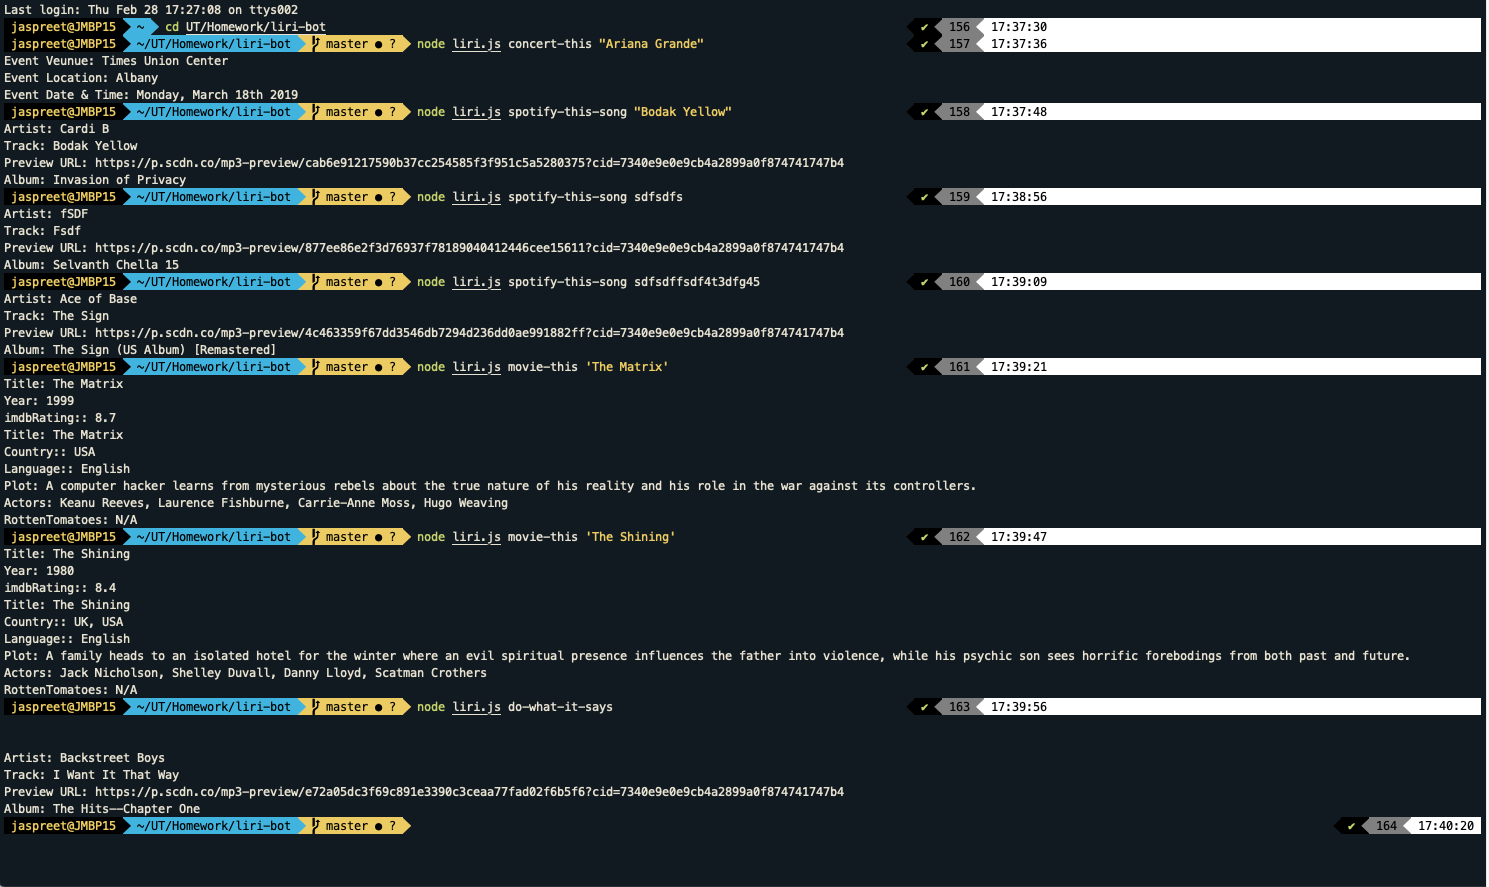 Last login: Thu Feb 28 17:27:08 on ttys002
jaspreet@JMBP15 ~ cd UT/Homework/liri-bot ✔ 156 17:37:30
jaspreet@JMBP15 ~/UT/Homework/liri-bot master ● ? node liri.js concert-this "Ariana Grande" ✔ 157 17:37:36
Event Veunue: Times Union Center
Event Location: Albany
Event Date & Time: Monday, March 18th 2019
jaspreet@JMBP15 ~/UT/Homework/liri-bot master ● ? node liri.js spotify-this-song "Bodak Yellow" ✔ 158 17:37:48
Artist: Cardi B
Track: Bodak Yellow
Preview URL: https://p.scdn.co/mp3-preview/cab6e91217590b37cc254585f3f951c5a5280375?cid=7340e9e0e9cb4a2899a0f874741747b4
Album: Invasion of Privacy
jaspreet@JMBP15 ~/UT/Homework/liri-bot master ● ? node liri.js spotify-this-song sdfsdfs ✔ 159 17:38:56
Artist: fSDF
Track: Fsdf
Preview URL: https://p.scdn.co/mp3-preview/877ee86e2f3d76937f78189040412446cee15611?cid=7340e9e0e9cb4a2899a0f874741747b4
Album: Selvanth Chella 15
jaspreet@JMBP15 ~/UT/Homework/liri-bot master ● ? node liri.js spotify-this-song sdfsdffsdf4t3dfg45 ✔ 160 17:39:09
Artist: Ace of Base
Track: The Sign
Preview URL: https://p.scdn.co/mp3-preview/4c463359f67dd3546db7294d236dd0ae991882ff?cid=7340e9e0e9cb4a2899a0f874741747b4
Album: The Sign (US Album) [Remastered]
jaspreet@JMBP15 ~/UT/Homework/liri-bot master ● ? node liri.js movie-this 'The Matrix' ✔ 161 17:39:21
Title: The Matrix
Year: 1999
imdbRating:: 8.7
Title: The Matrix
Country:: USA
Language:: English
Plot: A computer hacker learns from mysterious rebels about the true nature of his reality and his role in the war against its controllers.
Actors: Keanu Reeves, Laurence Fishburne, Carrie-Anne Moss, Hugo Weaving
RottenTomatoes: N/A
jaspreet@JMBP15 ~/UT/Homework/liri-bot master ● ? node liri.js movie-this 'The Shining' ✔ 162 17:39:47
Title: The Shining
Year: 1980
imdbRating:: 8.4
Title: The Shining
Country:: UK, USA
Language:: English
Plot: A family heads to an isolated hotel for the winter where an evil spiritual presence influences the father into violence, while his psychic son sees horrific forebodings from both past and future.
Actors: Jack Nicholson, Shelley Duvall, Danny Lloyd, Scatman Crothers
RottenTomatoes: N/A
jaspreet@JMBP15 ~/UT/Homework/liri-bot master ● ? node liri.js do-what-it-says ✔ 163 17:39:56
Artist: Backstreet Boys
Track: I Want It That Way
Preview URL: https://p.scdn.co/mp3-preview/e72a05dc3f69c891e3390c3ceaa77fad02f6b5f6?cid=7340e9e0e9cb4a2899a0f874741747b4
Album: The Hits--Chapter One
jaspreet@JMBP15 ~/UT/Homework/liri-bot master ● ? ✔ 164 17:40:20